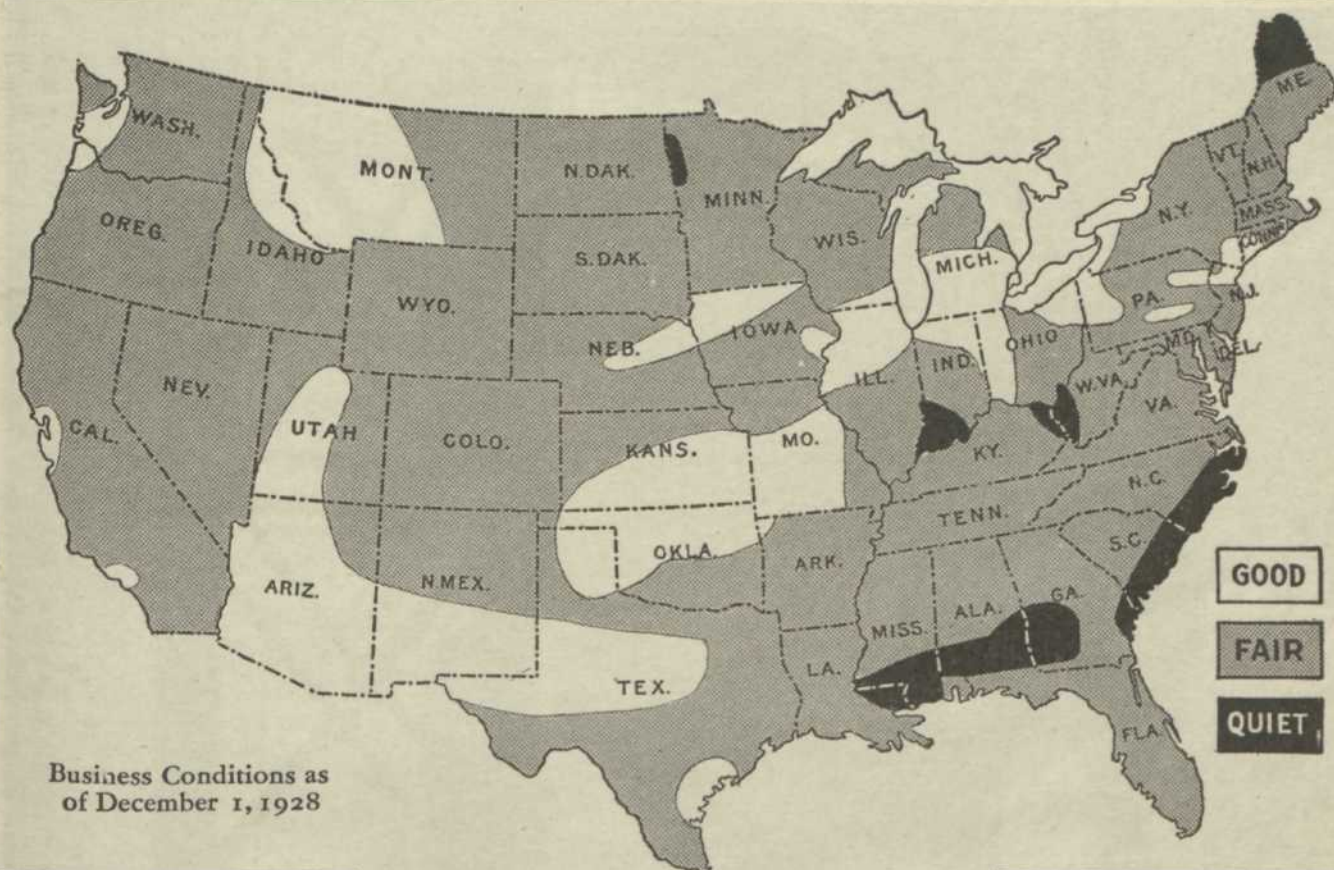 WASH.
MONT.
N.DAK.
MINN.
ME.
VT.
N.H.
OREG.
IDAHO
S.DAK.
WIS.
MICH.
N.Y.
MASS.
CONN.
WYO.
NEB.
IOWA
ILL.
IND.
OHIO
PA.
N.J.
MD.
DEL.
NEV.
CAL.
UTAH
COLO.
KANS.
MO.
KY.
W.VA.
VA.
ARIZ.
N.MEX.
OKLA.
ARK.
TENN.
N.C.
S.C.
TEX.
LA.
MISS.
ALA.
GA.
FLA.
GOOD
FAIR
QUIET
Business Conditions as
of December 1, 1928